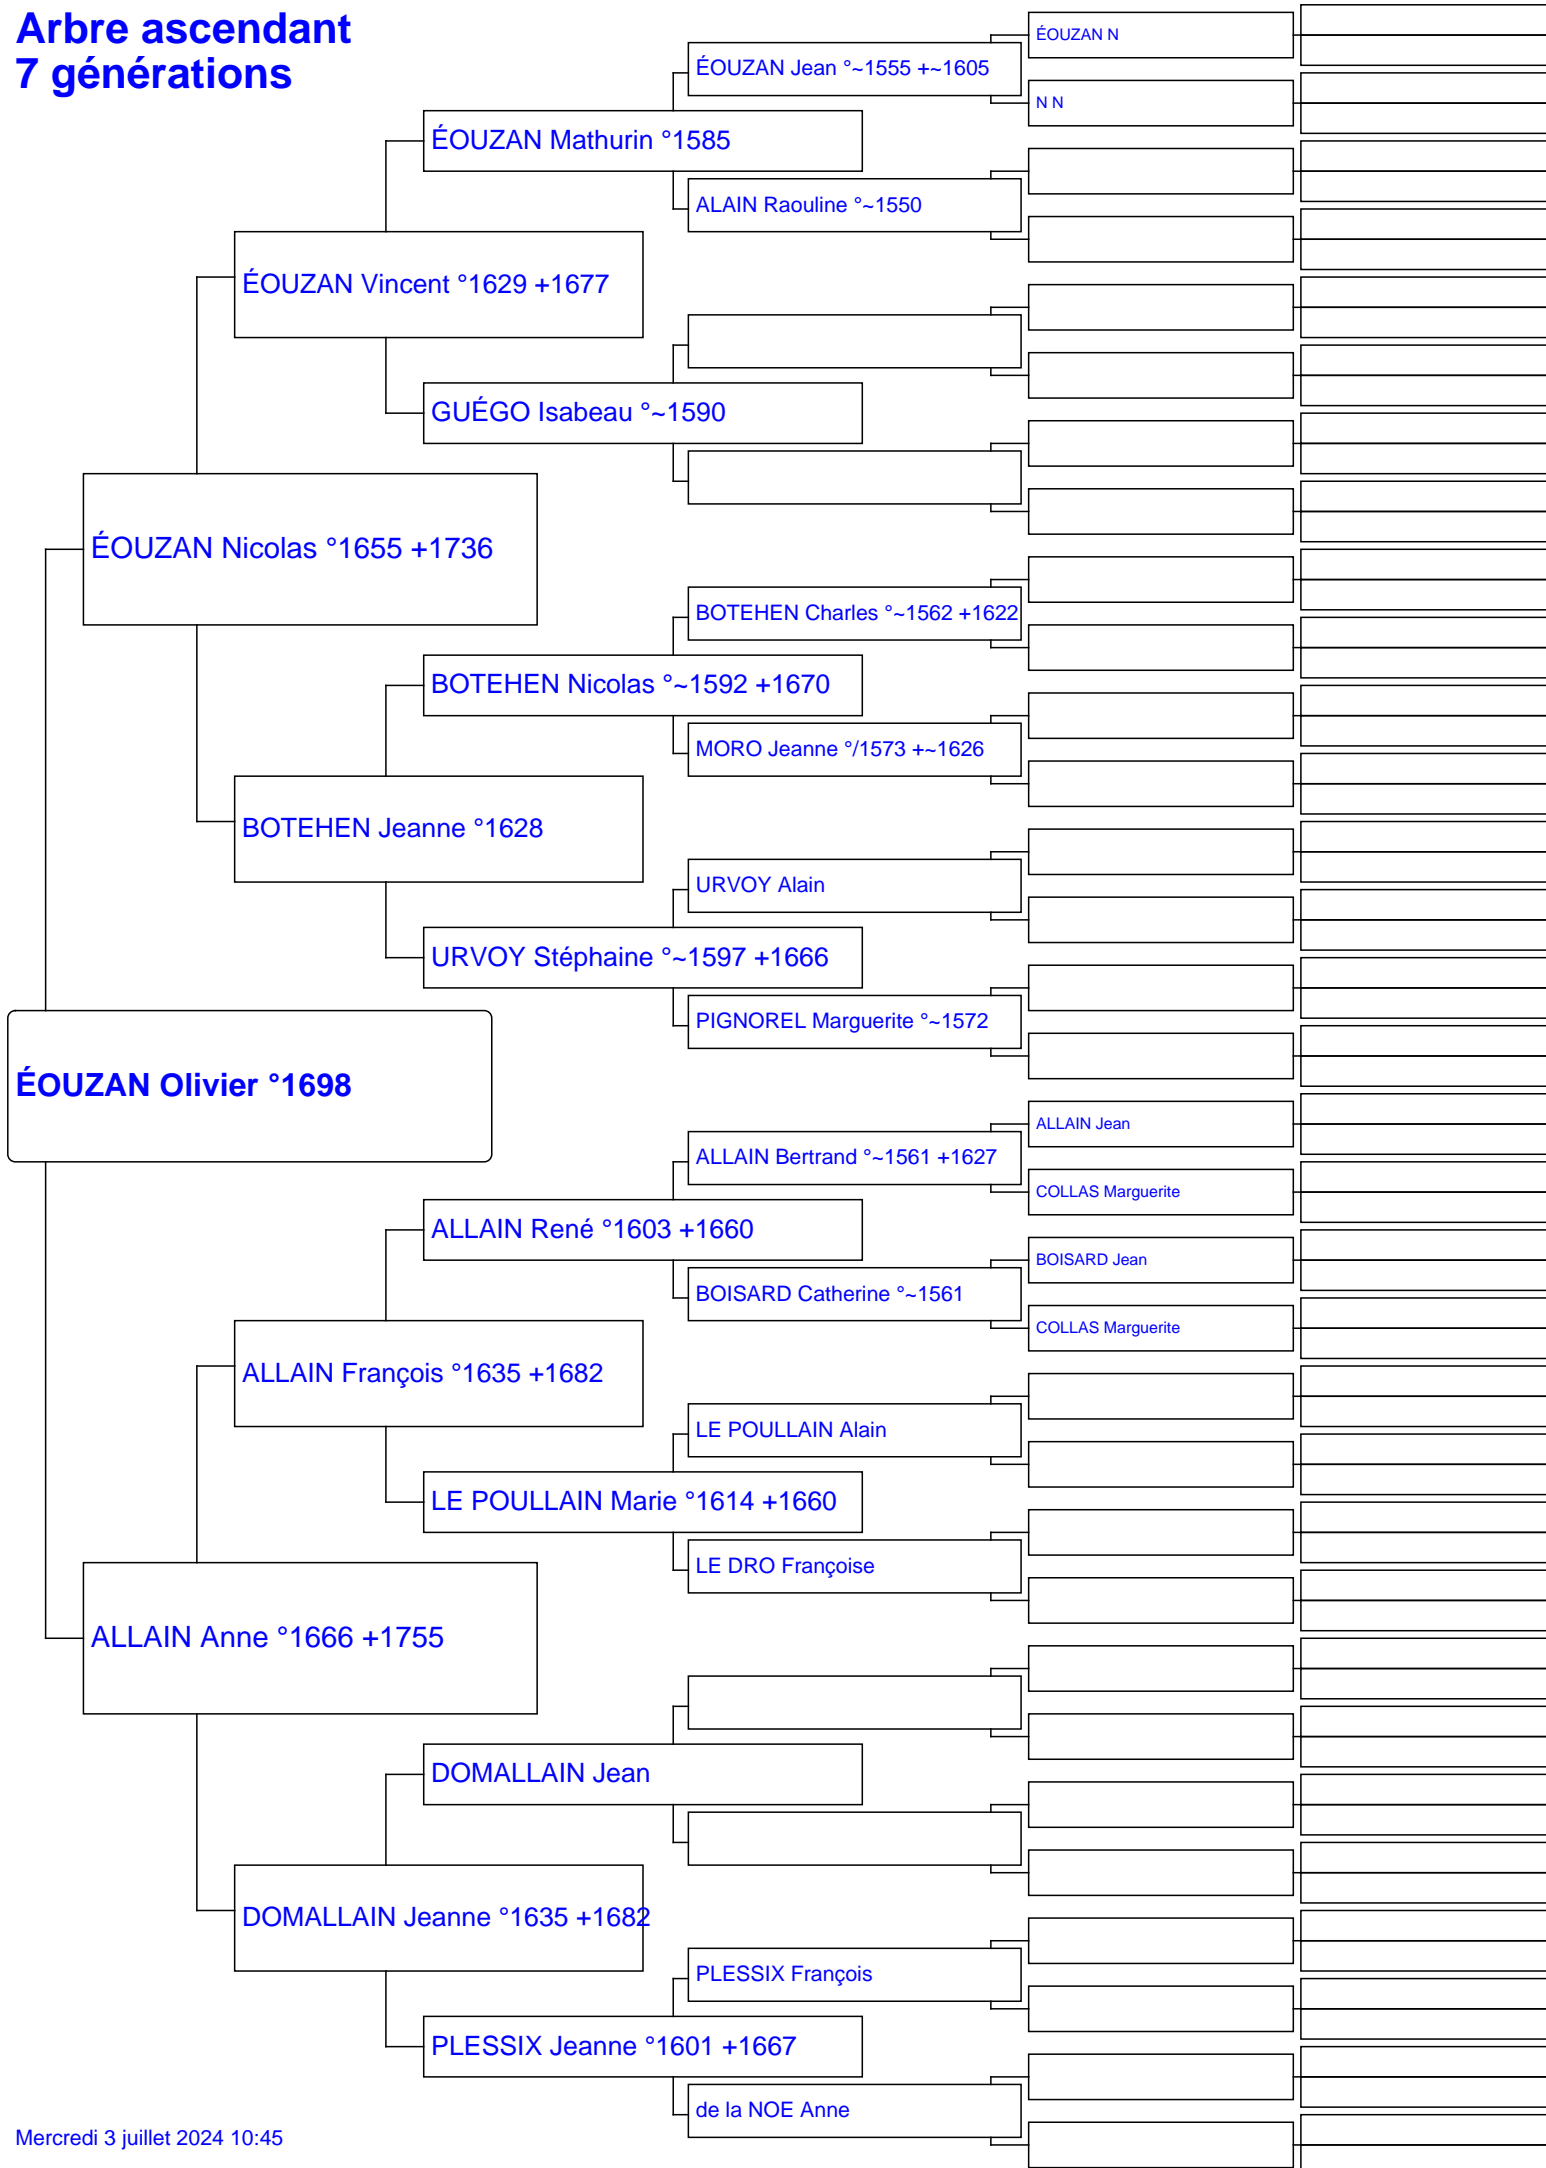 Arbre ascendant
7 générations
ÉOUZAN N
ÉOUZAN Jean °~1555 +~1605
N N
ÉOUZAN Mathurin °1585
ALAIN Raouline °~1550
ÉOUZAN Vincent °1629 +1677
GUÉGO Isabeau °~1590
ÉOUZAN Nicolas °1655 +1736
BOTEHEN Charles °~1562 +1622
BOTEHEN Nicolas °~1592 +1670
MORO Jeanne °/1573 +~1626
BOTEHEN Jeanne °1628
URVOY Alain
URVOY Stéphaine °~1597 +1666
PIGNOREL Marguerite °~1572
ÉOUZAN Olivier °1698
ALLAIN Jean
ALLAIN Bertrand °~1561 +1627
COLLAS Marguerite
ALLAIN René °1603 +1660
BOISARD Jean
BOISARD Catherine °~1561
COLLAS Marguerite
ALLAIN François °1635 +1682
LE POULLAIN Alain
LE POULLAIN Marie °1614 +1660
LE DRO Françoise
ALLAIN Anne °1666 +1755
DOMALLAIN Jean
DOMALLAIN Jeanne °1635 +1682
PLESSIX François
PLESSIX Jeanne °1601 +1667
de la NOE Anne
Mercredi 3 juillet 2024 10:45